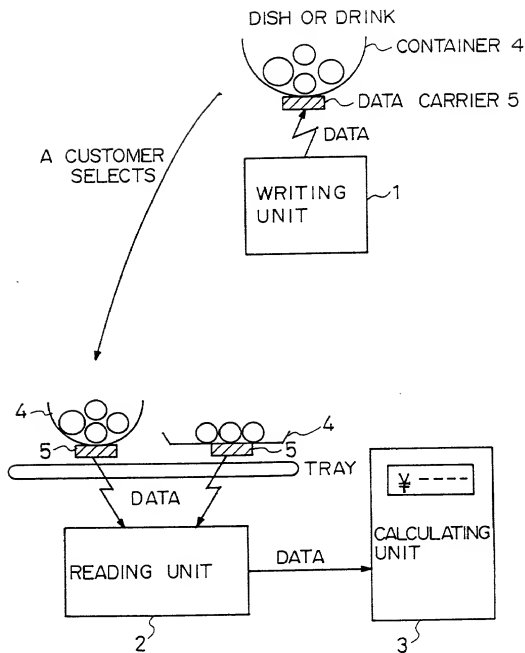 DISH OR DRINK
CONTAINER 4
DATA CARRIER 5
DATA
A CUSTOMER
SELECTS
WRITING
UNIT
1
4
4
5
5
TRAY
DATA
¥ ----
CALCULATING
UNIT
READING UNIT
DATA
2
3